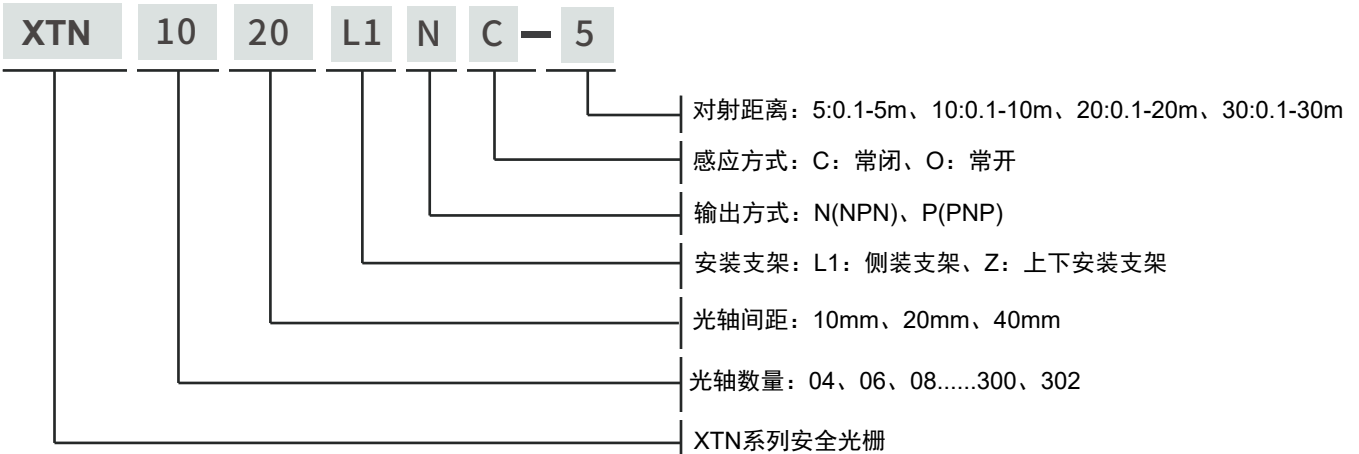 XTN 10 20 L1 N C - 5
对射距离：5:0.1-5m、10:0.1-10m、20:0.1-20m、30:0.1-30m
感应方式：C：常闭、O：常开
输出方式：N(NPN)、P(PNP)
安装支架：L1：侧装支架、Z：上下安装支架
光轴间距：10mm、20mm、40mm
光轴数量：04、06、08......300、302
XTN系列安全光栅